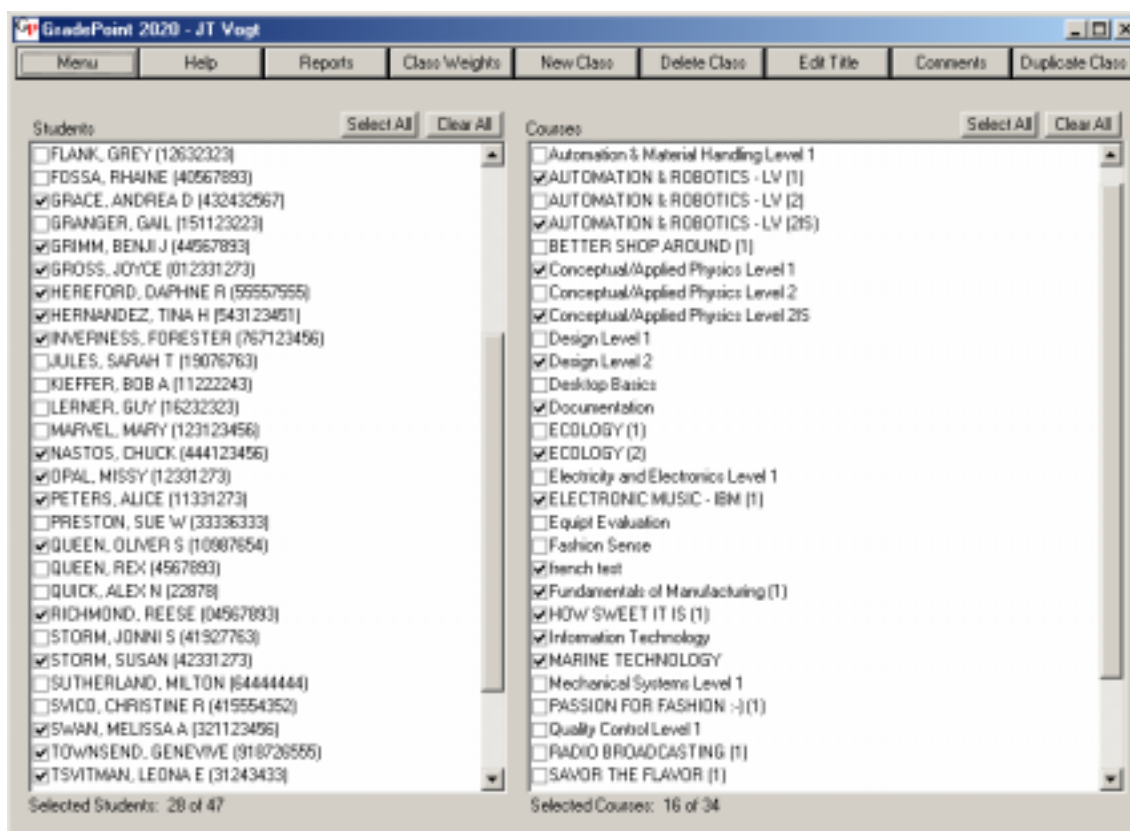 GradePoint 2020 - JT Vogt
Menu Help Reports Class Weights New Class Delete Class Edit Title Comments Duplicate Class
Students Select All Clear All
FLANK, GREY (12632323)
FOSSA, RHAINE (40567893)
GRACE, ANDREA D (432432567)
GRANGER, GAIL (151123223)
GRIMM, BENJI J (44567893)
GROSS, JOYCE (012331273)
HEREFORD, DAPHNE R (55557555)
HERNANDEZ, TINA H (543123451)
INVERNESS, FORESTER (767123456)
JULES, SARAH T (19076763)
KIEFFER, BOB A (11222243)
LERNER, GUY (16232323)
MARVEL, MARY (123123456)
NASTOS, CHUCK (444123456)
OPAL, MISSY (12331273)
PETERS, ALICE (11331273)
PRESTON, SUE W (33336333)
QUEEN, OLIVER S (10987654)
QUEEN, REX (4567893)
QUICK, ALEX N (22878)
RICHMOND, REESE (04567893)
STORM, JONNI S (41927763)
STORM, SUSAN (42331273)
SUTHERLAND, MILTON (64444444)
SVICO, CHRISTINE R (415554352)
SWAN, MELISSA A (321123456)
TOWNSEND, GENEVIVE (918726555)
TSVITMAN, LEONA E (31243433)
Selected Students: 28 of 47
Courses Select All Clear All
Automation & Material Handling Level 1
AUTOMATION & ROBOTICS - LV (1)
AUTOMATION & ROBOTICS - LV (2)
AUTOMATION & ROBOTICS - LV (2IS)
BETTER SHOP AROUND (1)
Conceptual/Applied Physics Level 1
Conceptual/Applied Physics Level 2
Conceptual/Applied Physics Level 2IS
Design Level 1
Design Level 2
Desktop Basics
Documentation
ECOLOGY (1)
ECOLOGY (2)
Electricity and Electronics Level 1
ELECTRONIC MUSIC - IBM (1)
Equipt Evaluation
Fashion Sense
french test
Fundamentals of Manufacturing (1)
HOW SWEET IT IS (1)
Information Technology
MARINE TECHNOLOGY
Mechanical Systems Level 1
PASSION FOR FASHION :-) (1)
Quality Control Level 1
RADIO BROADCASTING (1)
SAVOR THE FLAVOR (1)
Selected Courses: 16 of 34